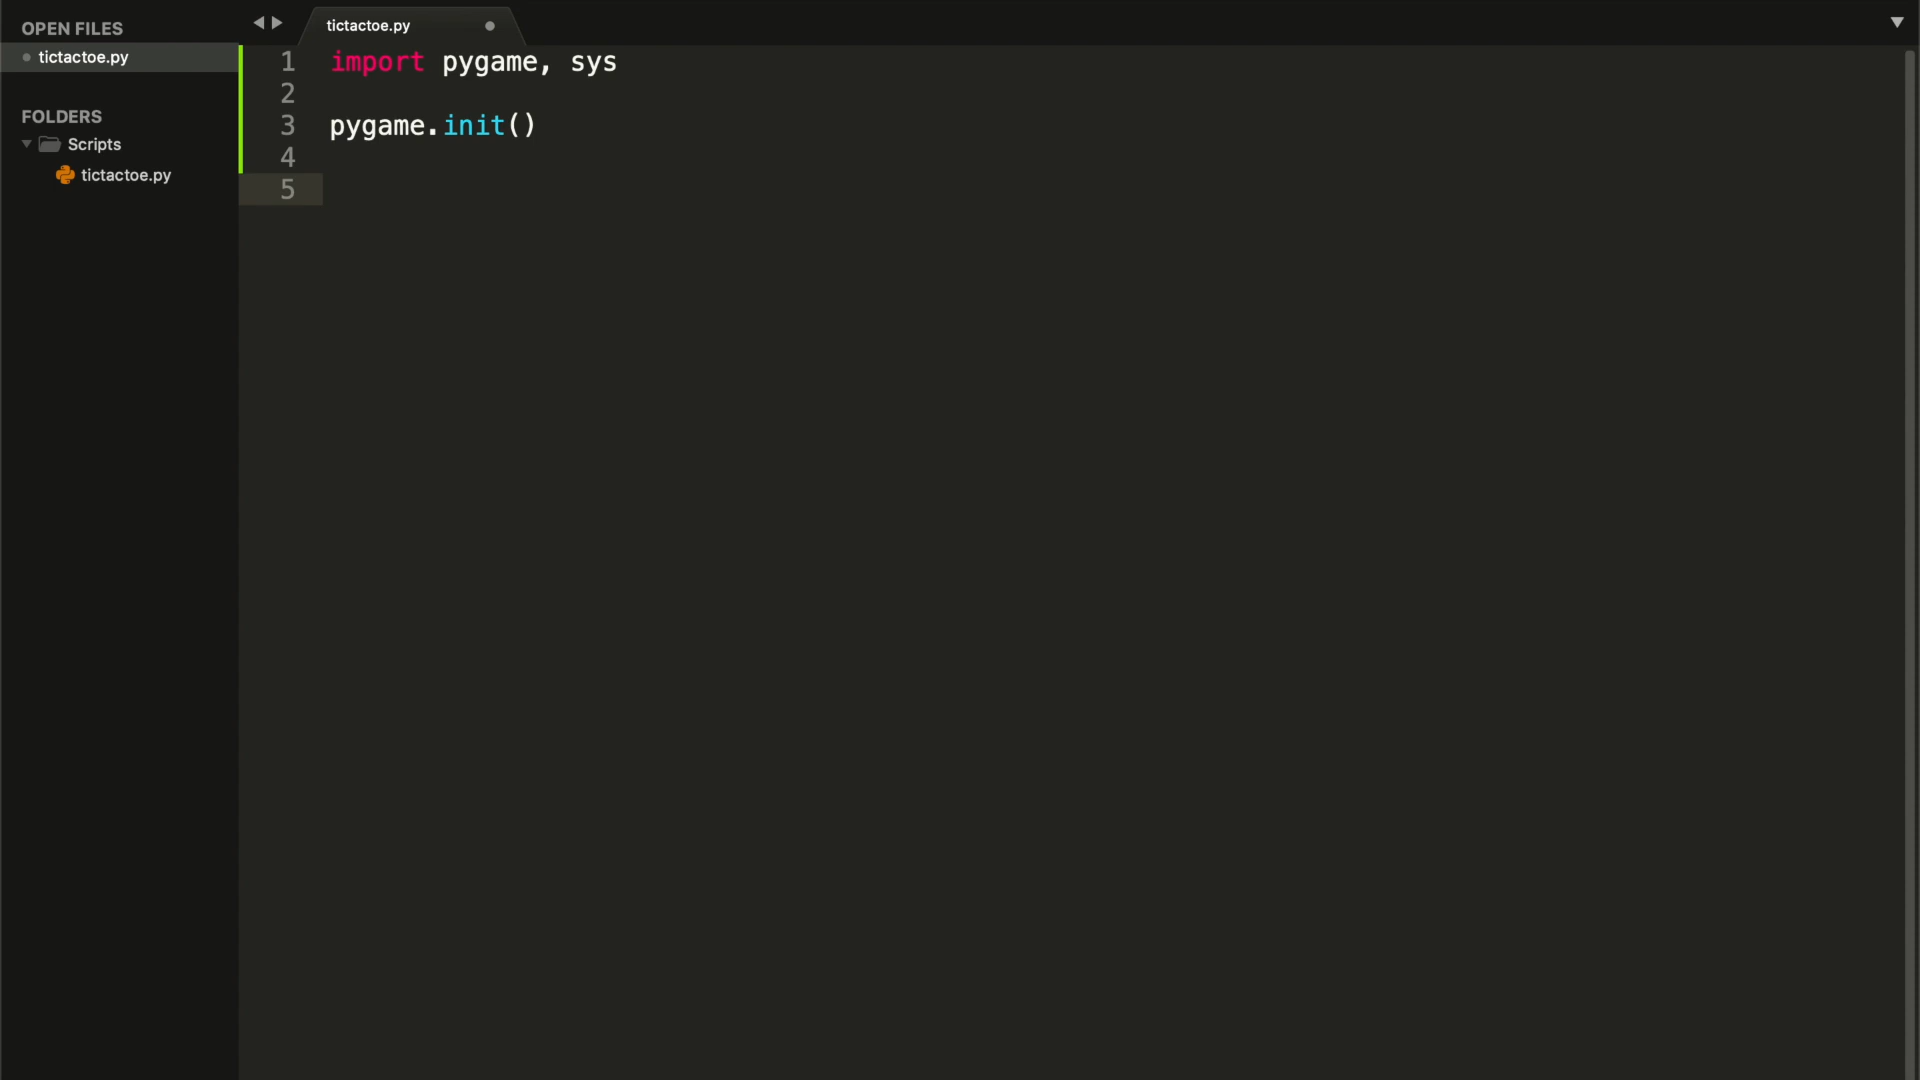 OPEN FILES
tictactoe.py
FOLDERS
Scripts
tictactoe.py
tictactoe.py
1 import pygame, sys
2
3 pygame.init()
4
5